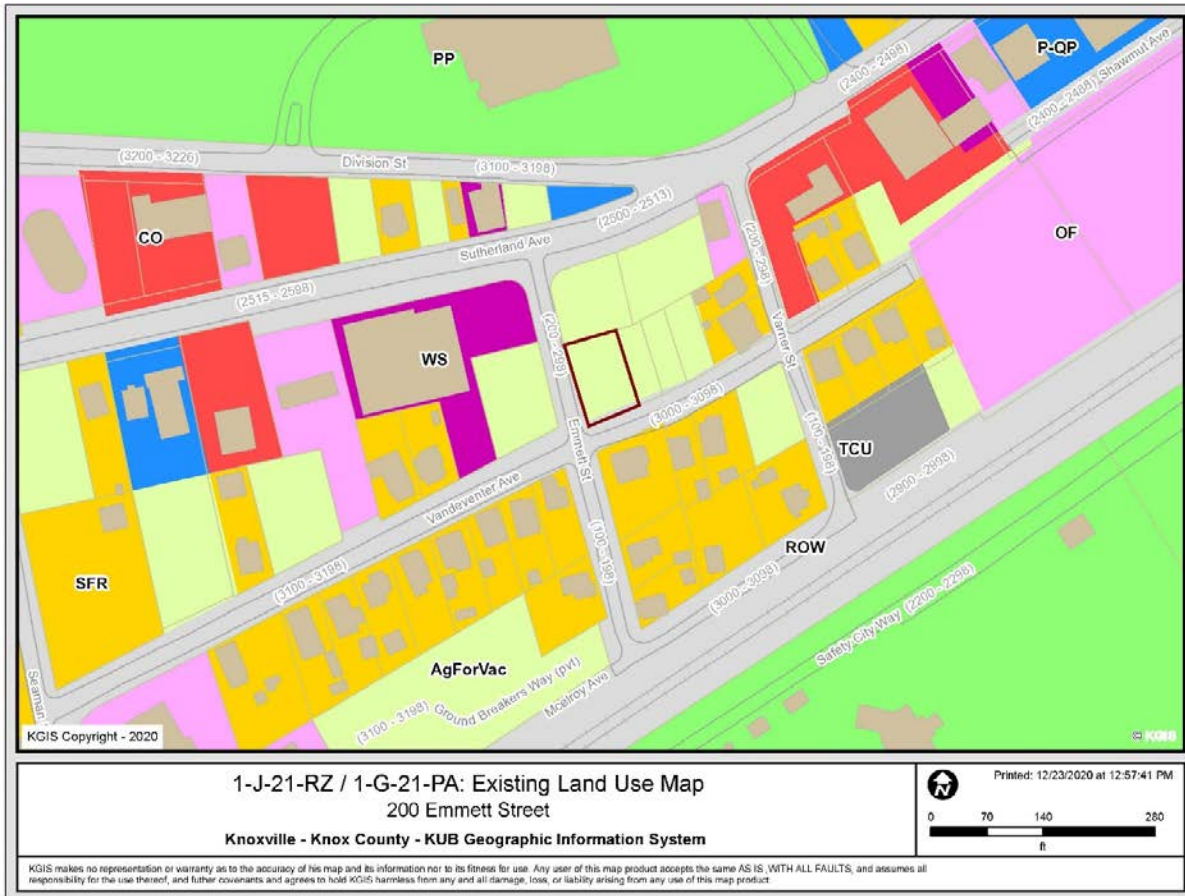 PP
P-QP
(2400 - 2498)
(2400 - 2488) Shawmut Ave
(3200 - 3226)
Division St
(3100 - 3198)
CO
(2500 - 2513)
Sutherland Ave
(200 - 298)
OF
(2515 - 2598)
(200 - 298)
WS
Varner St
(3000 - 3098)
Emmett St
TCU
(100 - 198)
(2900 - 2998)
Vandeventer Ave
(100 - 198)
ROW
SFR
(3100 - 3198)
(3000 - 3098)
Safety City Way (2200 - 2298)
AgForVac
Seaman
Ground Breakers Way (pvt)
Mcelroy Ave
(3100 - 3198)
KGIS Copyright - 2020
© KGIS
1-J-21-RZ / 1-G-21-PA: Existing Land Use Map
200 Emmett Street
Knoxville - Knox County - KUB Geographic Information System
Printed: 12/23/2020 at 12:57:41 PM
0 70 140 280
ft
KGIS makes no representation or warranty as to the accuracy of his map and its information nor to its fitness for use. Any user of this map product accepts the same AS IS, WITH ALL FAULTS, and assumes all
responsibility for the use thereof, and futher covenants and agrees to hold KGIS harmless from any and all damage, loss, or liability arising from any use of this map product.